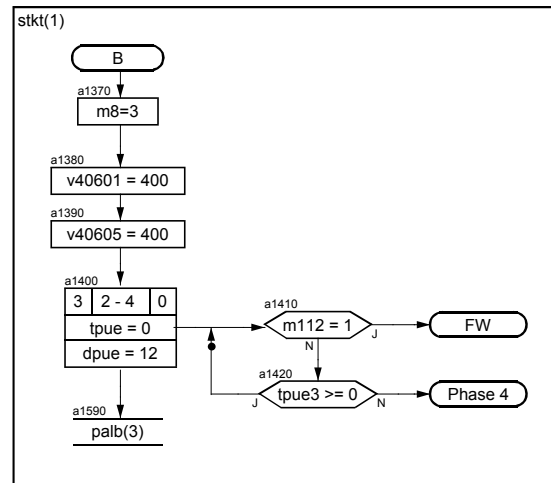 stkt(1)
B
a1370
m8=3
a1380
v40601 = 400
a1390
v40605 = 400
a1400
3 2 - 4 0
tpue = 0
dpue = 12
a1410
m112 = 1
J
N
FW
a1420
tpue3 >= 0
J
N
Phase 4
a1590
palb(3)